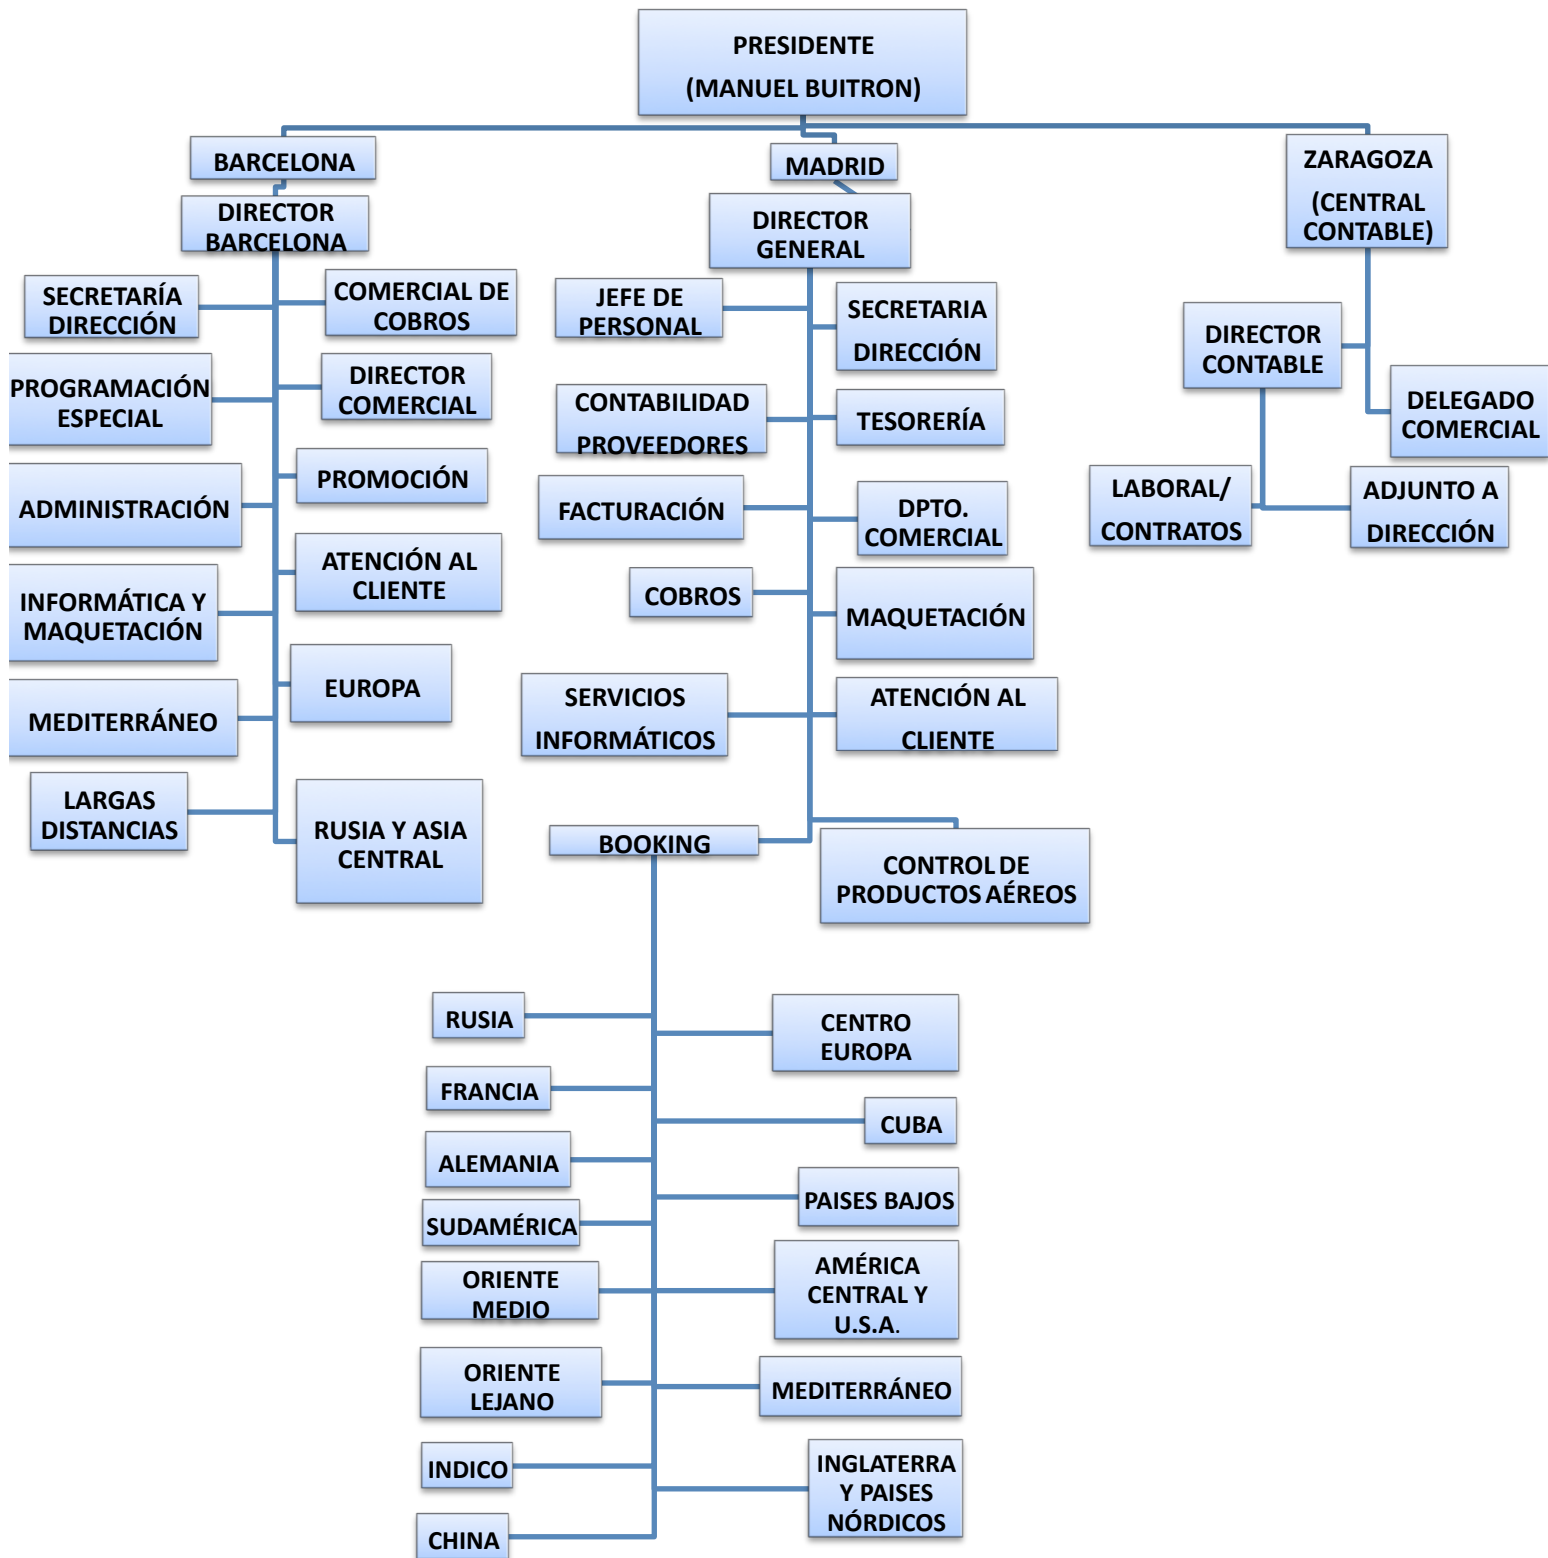 PRESIDENTE
(MANUEL BUITRON)
BARCELONA
DIRECTOR
BARCELONA
SECRETARÍA
DIRECCIÓN
COMERCIAL DE
COBROS
PROGRAMACIÓN
ESPECIAL
DIRECTOR
COMERCIAL
ADMINISTRACIÓN
PROMOCIÓN
INFORMÁTICA Y
MAQUETACIÓN
ATENCIÓN AL
CLIENTE
MEDITERRÁNEO
EUROPA
LARGAS
DISTANCIAS
RUSIA Y ASIA
CENTRAL
MADRID
DIRECTOR
GENERAL
JEFE DE
PERSONAL
SECRETARIA
DIRECCIÓN
CONTABILIDAD
PROVEEDORES
TESORERÍA
FACTURACIÓN
DPTO.
COMERCIAL
COBROS
MAQUETACIÓN
SERVICIOS
INFORMÁTICOS
ATENCIÓN AL
CLIENTE
BOOKING
CONTROL DE
PRODUCTOS AÉREOS
RUSIA
CENTRO
EUROPA
FRANCIA
CUBA
ALEMANIA
PAISES BAJOS
SUDAMÉRICA
ORIENTE
MEDIO
AMÉRICA
CENTRAL Y
U.S.A.
ORIENTE
LEJANO
MEDITERRÁNEO
INDICO
INGLATERRA
Y PAISES
NÓRDICOS
CHINA
ZARAGOZA
(CENTRAL
CONTABLE)
DIRECTOR
CONTABLE
DELEGADO
COMERCIAL
LABORAL/
CONTRATOS
ADJUNTO A
DIRECCIÓN